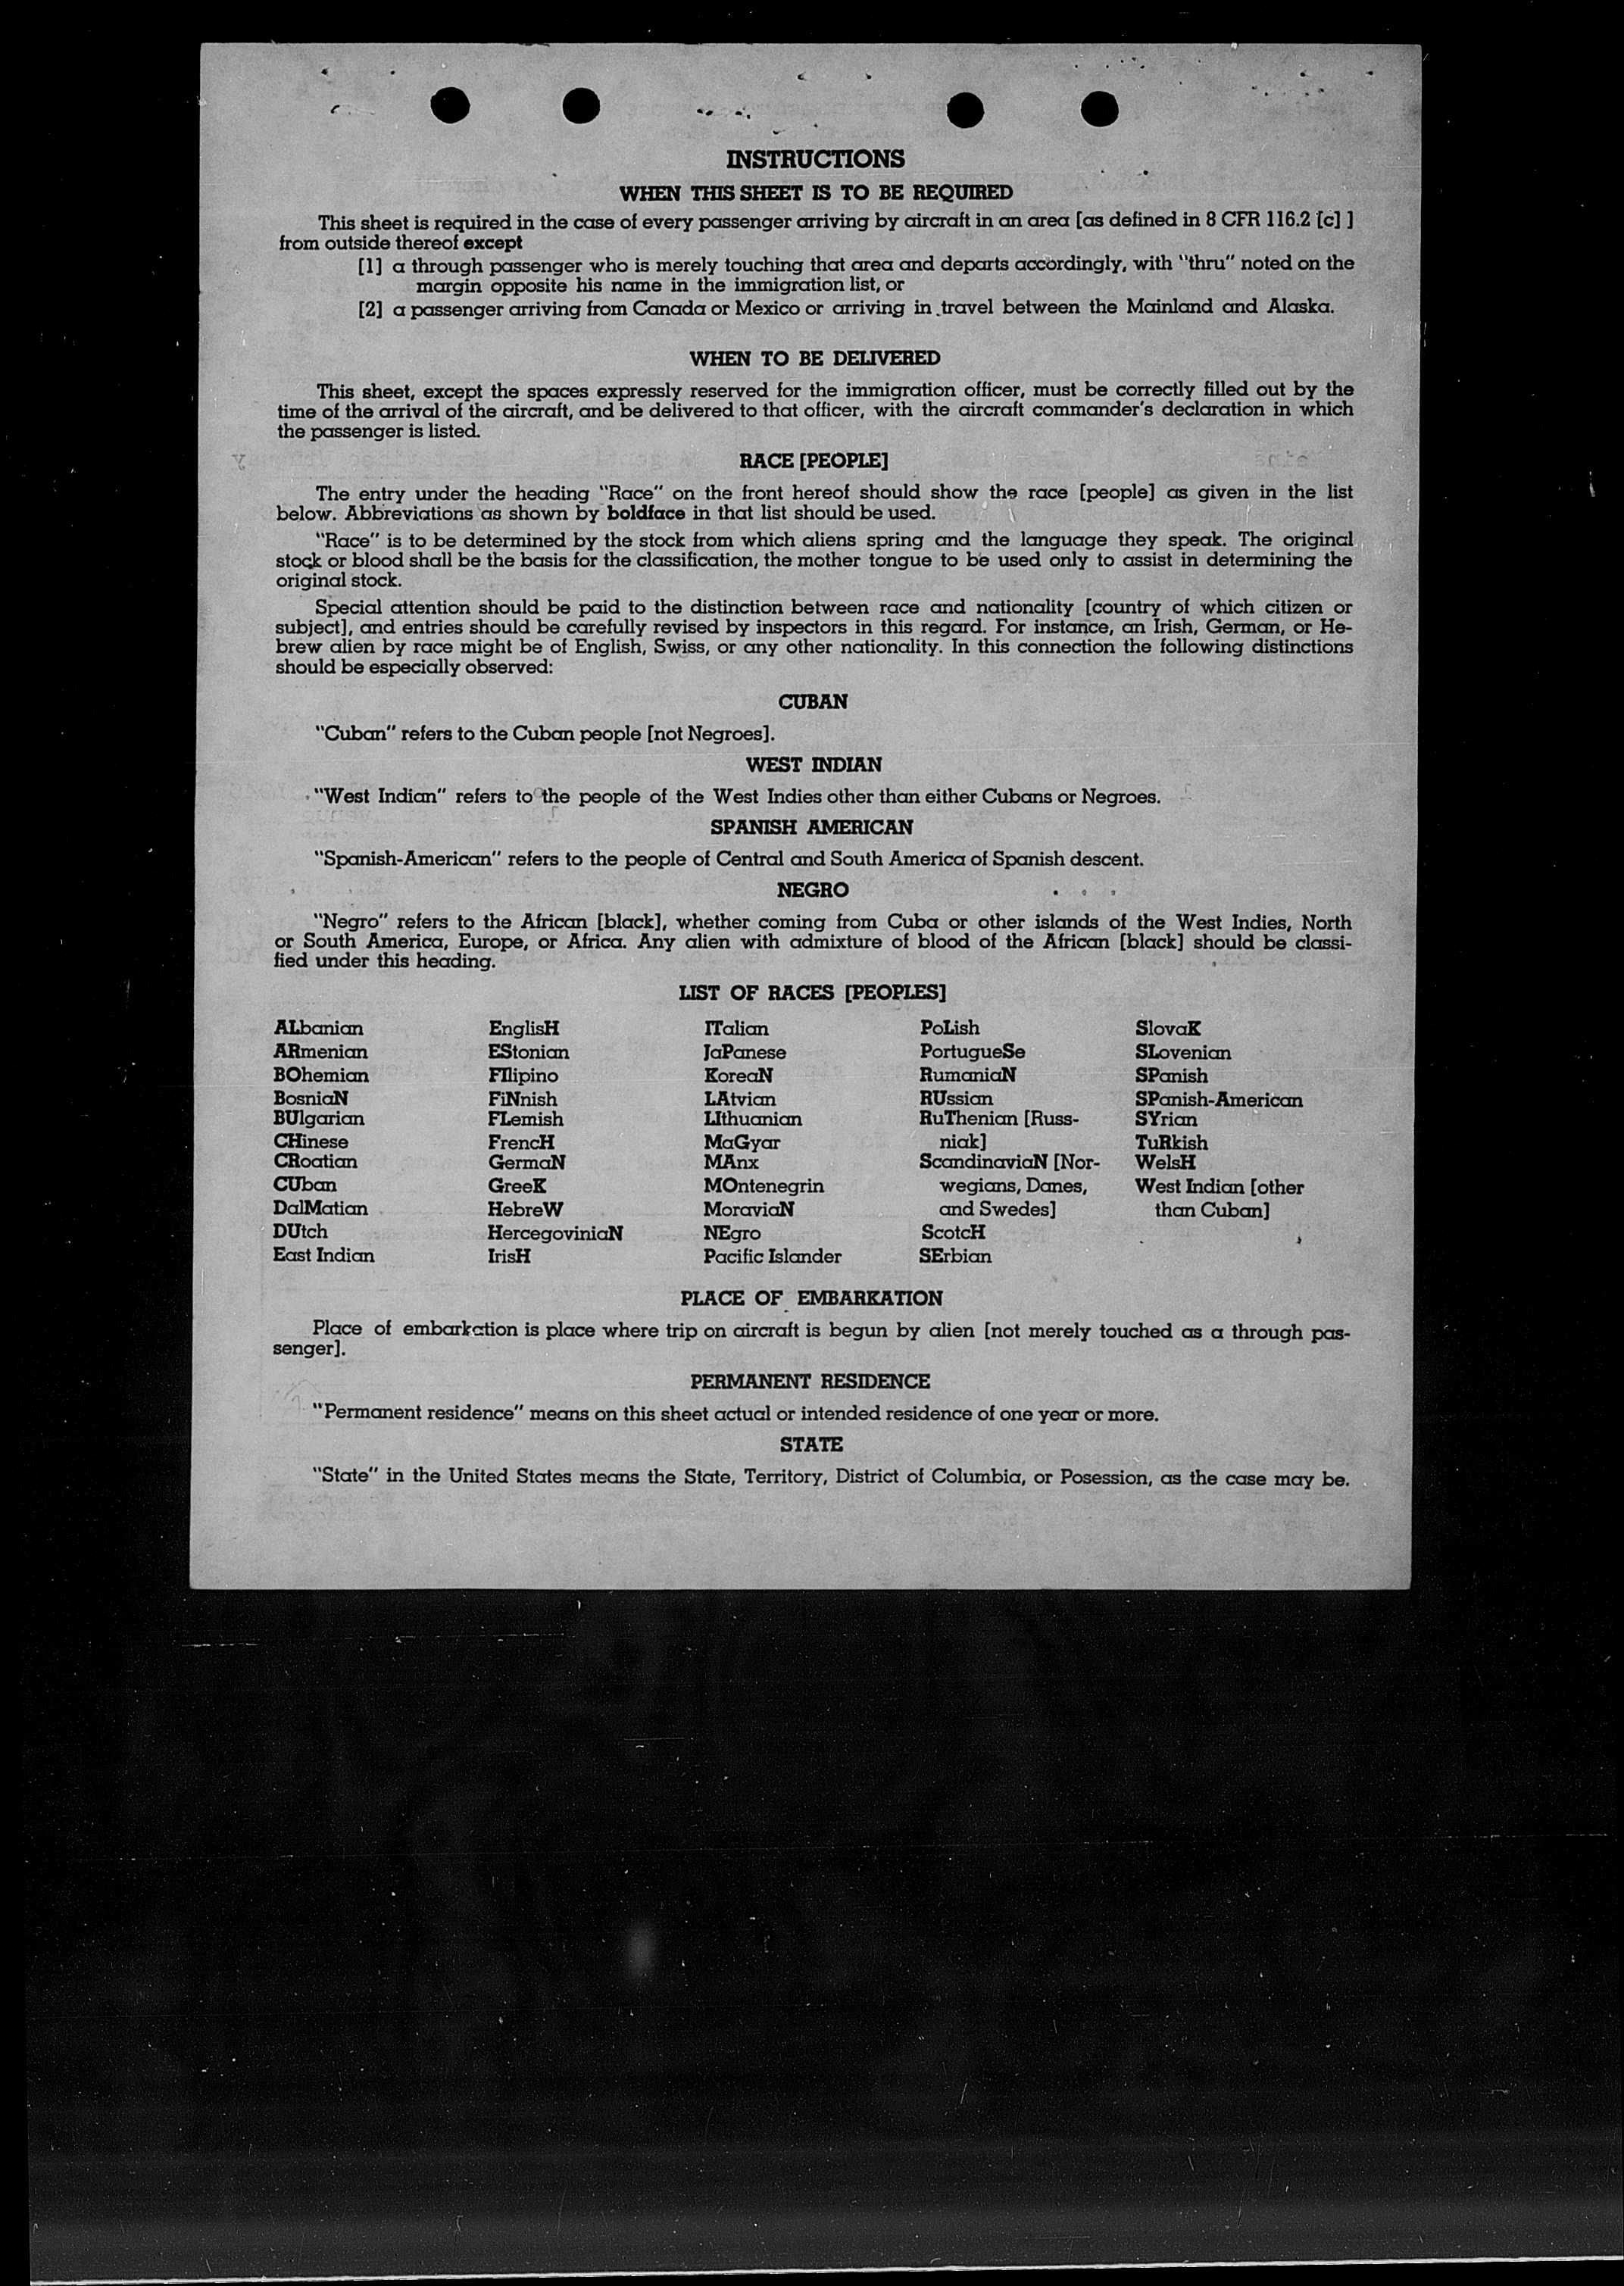 INSTRUCTIONS
WHEN THIS SHEET IS TO BE REQUIRED
This sheet is required in the case of every passenger arriving by aircraft in an area [as defined in 8 CFR 116.2 [c] ]
from outside thereof except
[1] a through passenger who is merely touching that area and departs accordingly, with "thru" noted on the
margin opposite his name in the immigration list, or
[2] a passenger arriving from Canada or Mexico or arriving in travel between the Mainland and Alaska.
WHEN TO BE DELIVERED
This sheet, except the spaces expressly reserved for the immigration officer, must be correctly filled out by the
time of the arrival of the aircraft, and be delivered to that officer, with the aircraft commander's declaration in which
the passenger is listed.
RACE [PEOPLE]
The entry under the heading "Race" on the front hereof should show the race [people] as given in the list
below. Abbreviations as shown by boldface in that list should be used.
"Race" is to be determined by the stock from which aliens spring and the language they speak. The original
stock or blood shall be the basis for the classification, the mother tongue to be used only to assist in determining the
original stock.
Special attention should be paid to the distinction between race and nationality [country of which citizen or
subject], and entries should be carefully revised by inspectors in this regard. For instance, an Irish, German, or He-
brew alien by race might be of English, Swiss, or any other nationality. In this connection the following distinctions
should be especially observed:
CUBAN
"Cuban" refers to the Cuban people [not Negroes].
WEST INDIAN
"West Indian" refers to the people of the West Indies other than either Cubans or Negroes.
SPANISH AMERICAN
"Spanish-American" refers to the people of Central and South America of Spanish descent.
NEGRO
"Negro" refers to the African [black], whether coming from Cuba or other islands of the West Indies, North
or South America, Europe, or Africa. Any alien with admixture of blood of the African [black] should be classi-
fied under this heading.
LIST OF RACES [PEOPLES]
ALbanian
ARmenian
BOhemian
BosniaN
BUlgarian
CHinese
CRoatian
CUban
DalMatian
DUtch
East Indian
EnglisH
EStonian
FIlipino
FiNnish
FLemish
FrencH
GermaN
GreeK
HebreW
HercegoviniaN
IrisH
ITalian
JaPanese
KoreaN
LAtvian
LIthuanian
MaGyar
MAnx
MOntenegrin
MoraviaN
NEgro
Pacific Islander
PoLish
PortugueSe
RumaniaN
RUssian
RuThenian [Russ-
niak]
ScandinaviaN [Nor-
wegians, Danes,
and Swedes]
ScotcH
SErbian
SlovaK
SLovenian
SPanish
SPanish-American
SYrian
TuRkish
WelsH
West Indian [other
than Cuban]
PLACE OF EMBARKATION
Place of embarkation is place where trip on aircraft is begun by alien [not merely touched as a through pas-
senger].
PERMANENT RESIDENCE
"Permanent residence" means on this sheet actual or intended residence of one year or more.
STATE
"State" in the United States means the State, Territory, District of Columbia, or Posession, as the case may be.